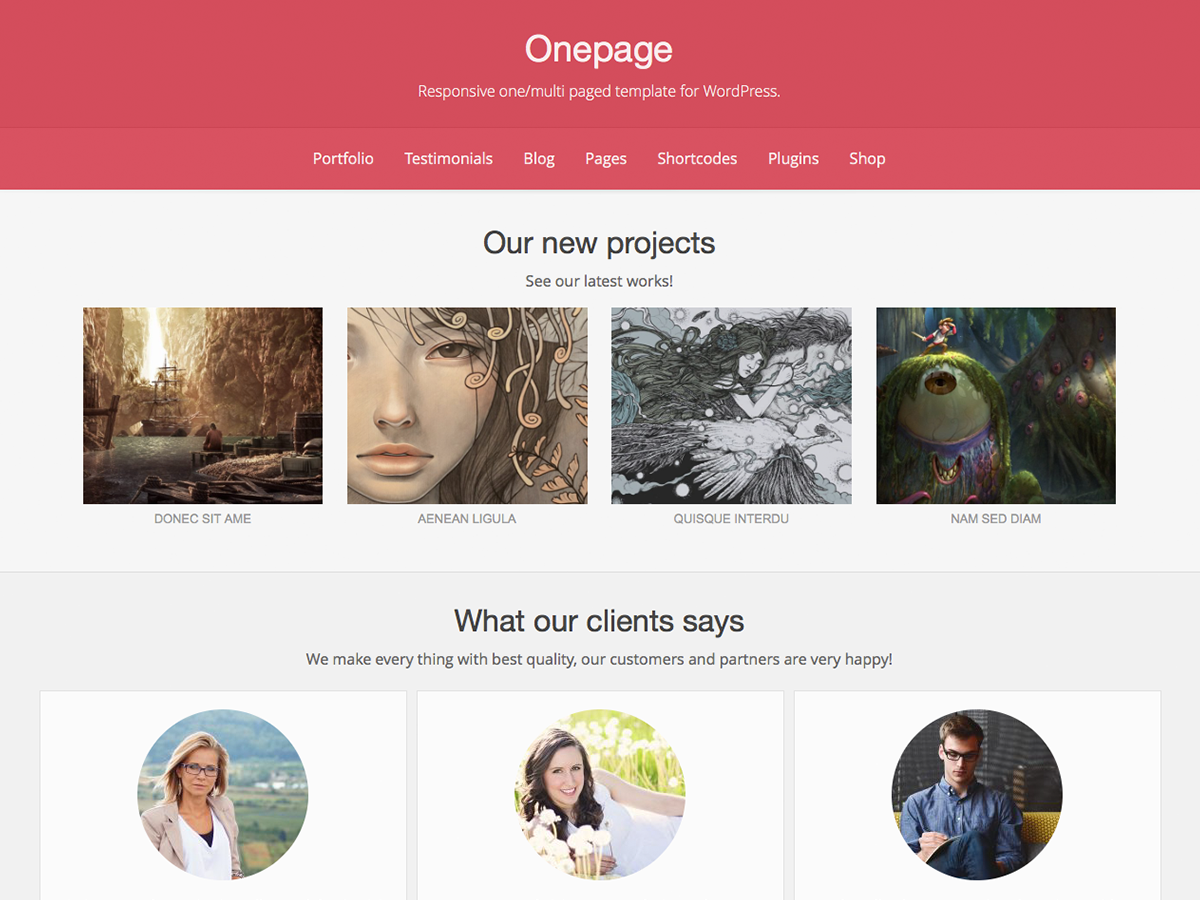 Onepage
Responsive one/multi paged template for WordPress.
Portfolio Testimonials Blog Pages Shortcodes Plugins Shop
Our new projects
See our latest works!
DONEC SIT AME AENEAN LIGULA QUISQUE INTERDU NAM SED DIAM
What our clients says
We make every thing with best quality, our customers and partners are very happy!